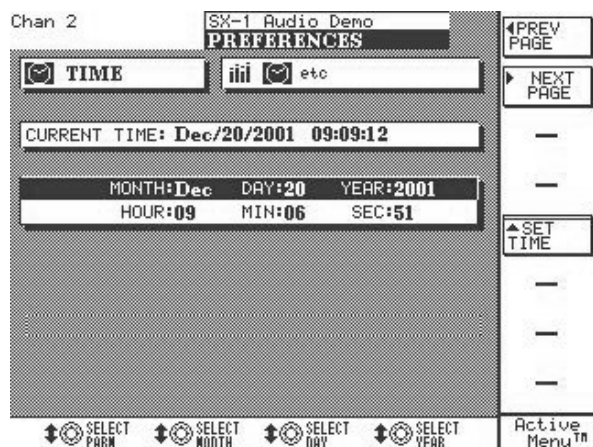 Chan 2
SX-1 Audio Demo
PREFERENCES
TIME
etc
CURRENT TIME: Dec/20/2001 09:09:12
MONTH:Dec DAY:20 YEAR:2001
HOUR:09 MIN:06 SEC:51
PREV
PAGE
NEXT
PAGE
SET
TIME
SELECT
PARM
SELECT
MONTH
SELECT
DAY
SELECT
YEAR
Active
Menu™